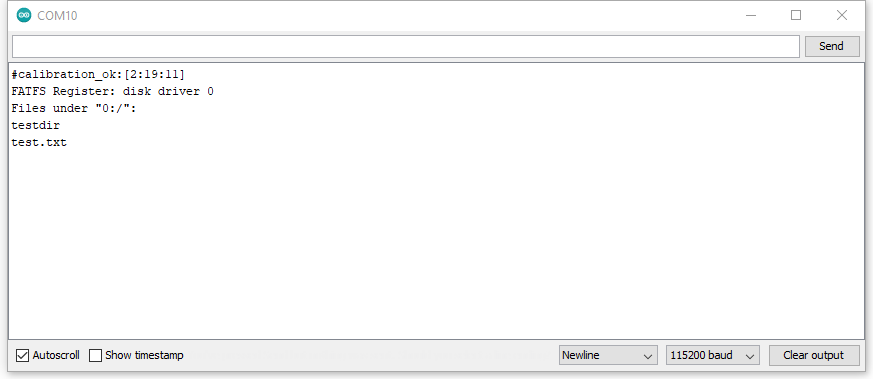 COM10
Send
#calibration_ok:[2:19:11]
FATFS Register: disk driver 0
Files under "0:/":
testdir
test.txt
Autoscroll Show timestamp Newline 115200 baud Clear output